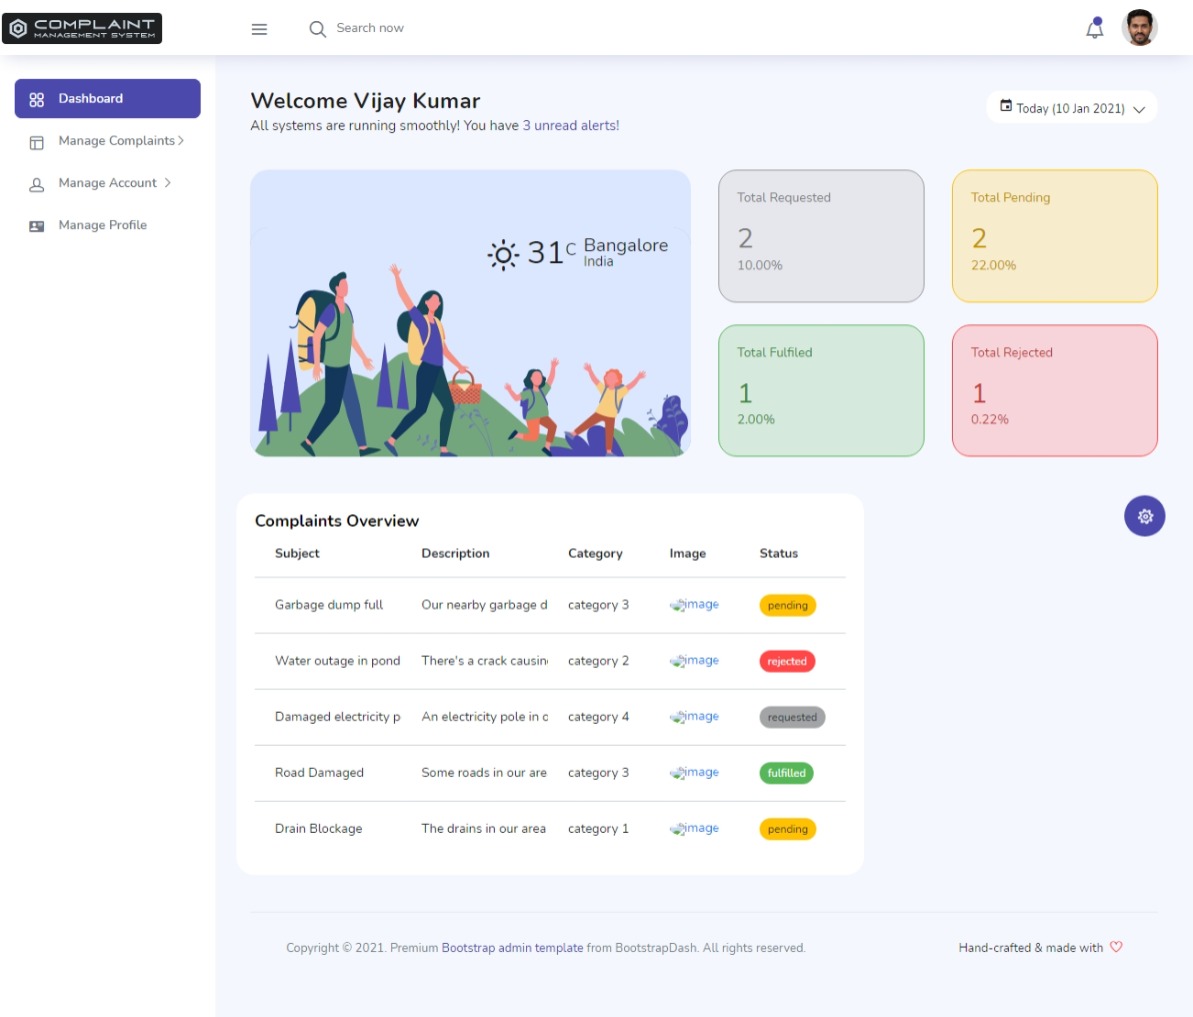 COMPLAINT
MANAGEMENT SYSTEM
Search now
Dashboard
Manage Complaints
Manage Account
Manage Profile
Welcome Vijay Kumar
All systems are running smoothly! You have 3 unread alerts!
Today (10 Jan 2021)
31 C Bangalore
India
Total Requested
2
10.00%
Total Pending
2
22.00%
Total Fulfiled
1
2.00%
Total Rejected
1
0.22%
Complaints Overview
Subject Description Category Image Status
Garbage dump full Our nearby garbage d category 3 image pending
Water outage in pond There's a crack causin category 2 image rejected
Damaged electricity p An electricity pole in c category 4 image requested
Road Damaged Some roads in our are category 3 image fulfilled
Drain Blockage The drains in our area category 1 image pending
Copyright © 2021. Premium Bootstrap admin template from BootstrapDash. All rights reserved.
Hand-crafted & made with